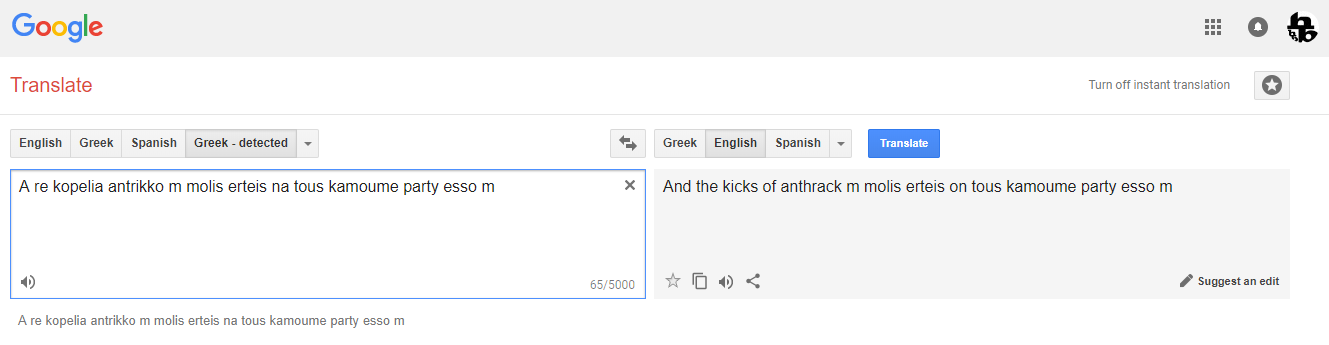 Google
Translate
Turn off instant translation
English Greek Spanish Greek - detected
Greek English Spanish Translate
A re kopelia antrikko m molis erteis na tous kamoume party esso m
And the kicks of anthrack m molis erteis on tous kamoume party esso m
65/5000
Suggest an edit
A re kopelia antrikko m molis erteis na tous kamoume party esso m